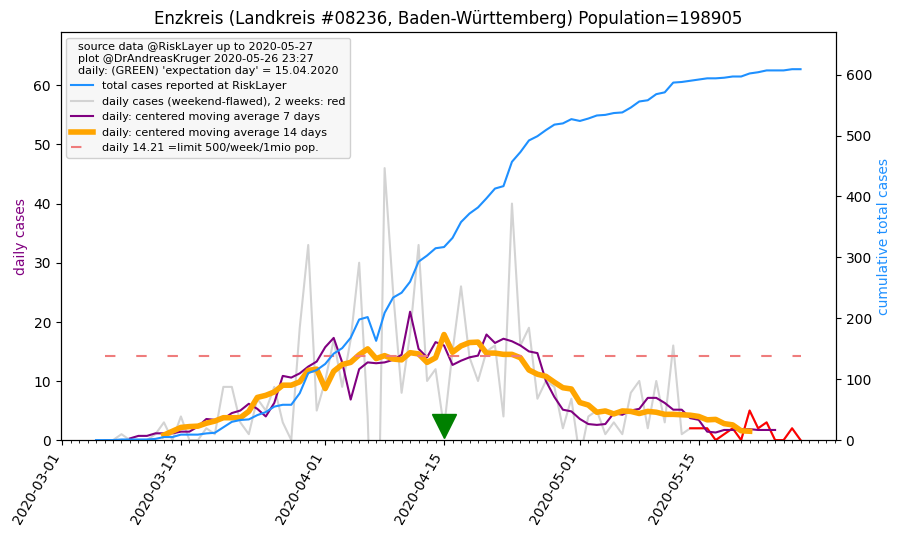 Enzkreis (Landkreis #08236, Baden-Württemberg) Population=198905
source data @RiskLayer up to 2020-05-27
plot @DrAndreasKruger 2020-05-26 23:27
daily: (GREEN) 'expectation day' = 15.04.2020
total cases reported at RiskLayer
daily cases (weekend-flawed), 2 weeks: red
daily: centered moving average 7 days
daily: centered moving average 14 days
daily 14.21 =limit 500/week/1mio pop.
daily cases
0
10
20
30
40
50
60
cumulative total cases
0
100
200
300
400
500
600
2020-03-01
2020-03-15
2020-04-01
2020-04-15
2020-05-01
2020-05-15